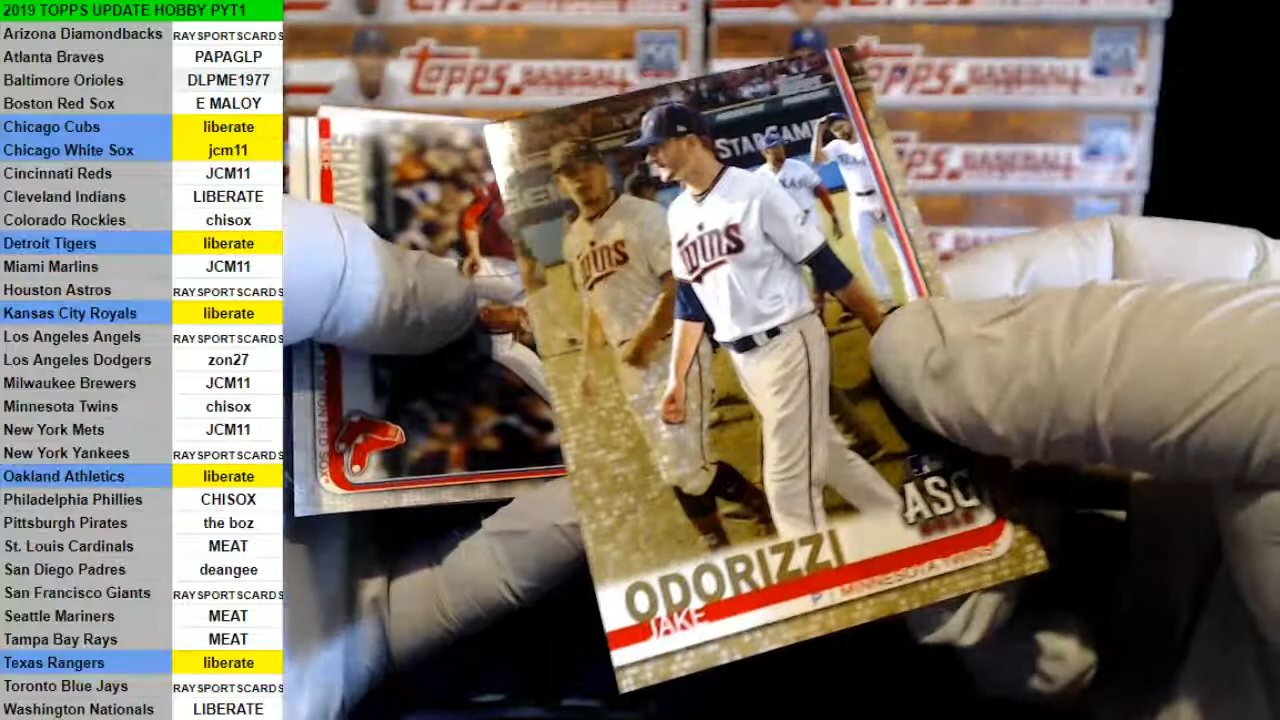 2019 TOPPS UPDATE HOBBY PYT1
Arizona Diamondbacks RAYSPORTSCARDS
Atlanta Braves PAPAGLP
Baltimore Orioles DLPME1977
Boston Red Sox E MALOY
Chicago Cubs liberate
Chicago White Sox jcm11
Cincinnati Reds JCM11
Cleveland Indians LIBERATE
Colorado Rockies chisox
Detroit Tigers liberate
Miami Marlins JCM11
Houston Astros RAYSPORTSCARDS
Kansas City Royals liberate
Los Angeles Angels RAYSPORTSCARDS
Los Angeles Dodgers zon27
Milwaukee Brewers JCM11
Minnesota Twins chisox
New York Mets JCM11
New York Yankees RAYSPORTSCARDS
Oakland Athletics liberate
Philadelphia Phillies CHISOX
Pittsburgh Pirates the boz
St. Louis Cardinals MEAT
San Diego Padres deangee
San Francisco Giants RAYSPORTSCARDS
Seattle Mariners MEAT
Tampa Bay Rays MEAT
Texas Rangers liberate
Toronto Blue Jays RAYSPORTSCARDS
Washington Nationals LIBERATE
Topps BASEBALL
Topps BASEBALL
BASEBALL
BASEBALL
STAR GAME
Twins
Twins
ASG
ODORIZZI
JAKE
MINNESOTA TWINS